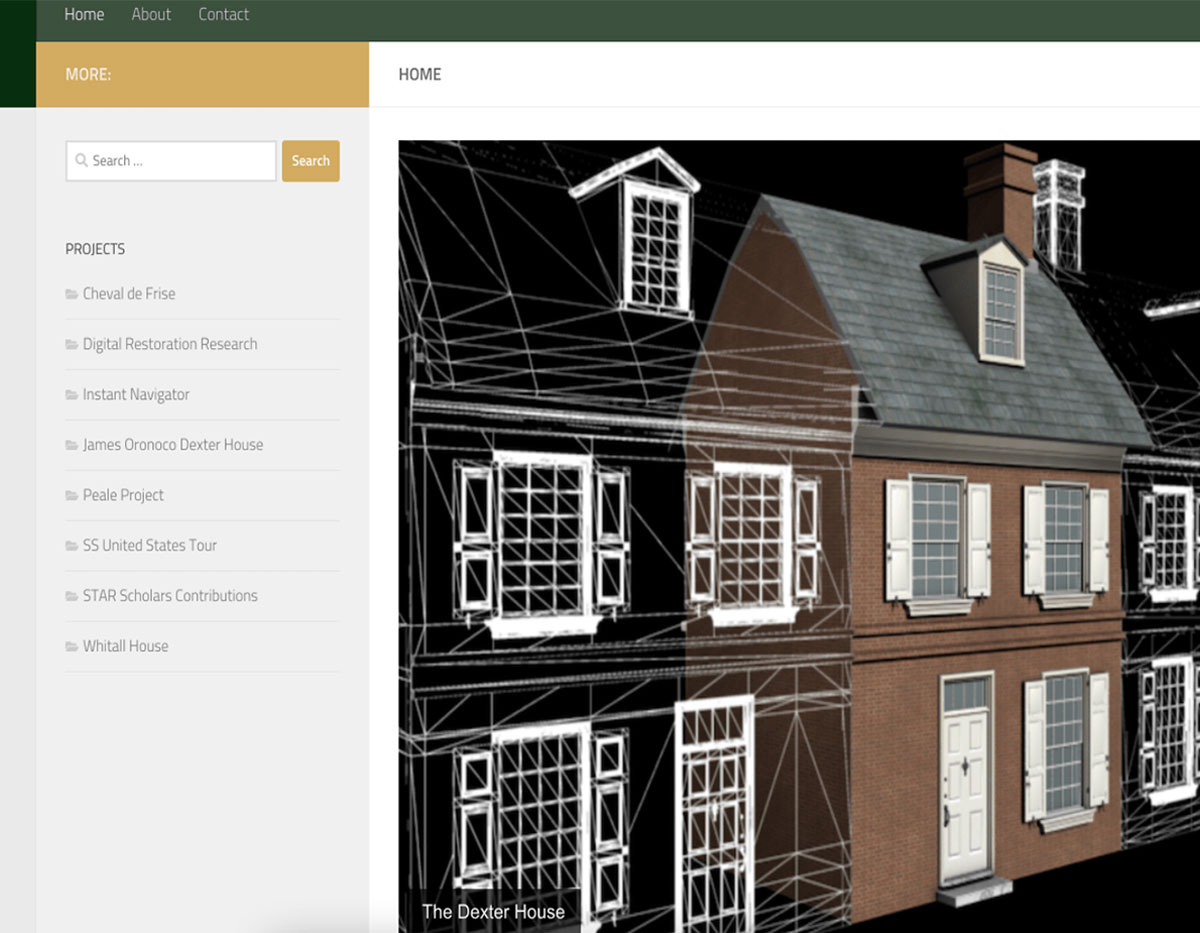 Home About Contact
MORE:
HOME
Search ...
Search
PROJECTS
Cheval de Frise
Digital Restoration Research
Instant Navigator
James Oronoco Dexter House
Peale Project
SS United States Tour
STAR Scholars Contributions
Whitall House
The Dexter House